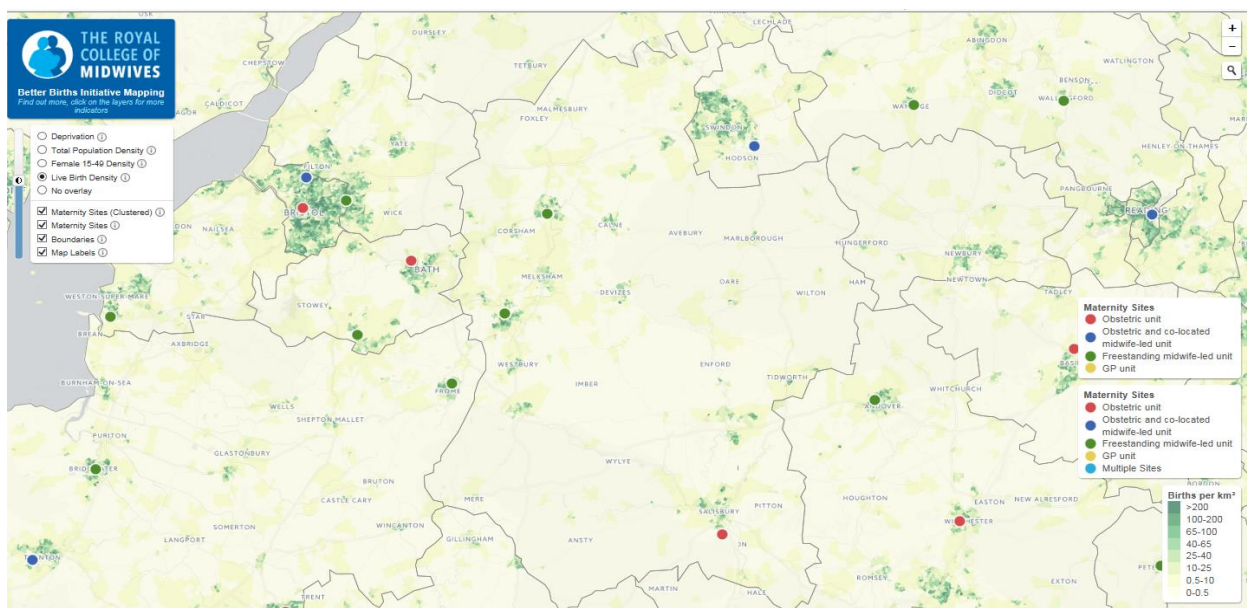 THE ROYAL
COLLEGE OF
MIDWIVES
Better Births Initiative Mapping
Find out more, click on the layers for more
indicators
Deprivation
Total Population Density
Female 15-49 Density
Live Birth Density
No overlay
Maternity Sites (Clustered)
Maternity Sites
Boundaries
Map Labels
USK
DURSLEY
LECHLADE
ABINGDON
WATLINGTON
CHEPSTOW
TETBURY
BENSON
CALDICOT
MALMESBURY
FOXLEY
DIDCOT
SWINDON
YATE
HODSON
HENLEY-ON-THAMES
FILTON
PANGBOURNE
BRISTOL
WICK
READING
NAILSEA
CORSHAM
CALNE
AVEBURY
MARLBOROUGH
HUNGERFORD
NEWBURY
BATH
MELKSHAM
DEVIZES
OARE
WILTON
HAM
NEWTOWN
TADLEY
WESTON-SUPER-MARE
STOWEY
STAR
BREAN
AXBRIDGE
WESTBURY
IMBER
ENFORD
TIDWORTH
WHITCHURCH
BURNHAM-ON-SEA
FROME
ANDOVER
WELLS
SHEPTON MALLET
PURITON
GLASTONBURY
WYLYE
BRUTON
CASTLE CARY
MERE
PITTON
HOUGHTON
EASTON
NEW ALRESFORD
BORDON
SALISBURY
SOMERTON
WINCANTON
LANGPORT
GILLINGHAM
ANSTY
ROMSEY
EXTON
TRENT
MARTIN
HALE
Maternity Sites
Obstetric unit
Obstetric and co-located
midwife-led unit
Freestanding midwife-led unit
GP unit
Maternity Sites
Obstetric unit
Obstetric and co-located
midwife-led unit
Freestanding midwife-led unit
GP unit
Multiple Sites
Births per km²
>200
100-200
65-100
40-65
25-40
10-25
0.5-10
0-0.5